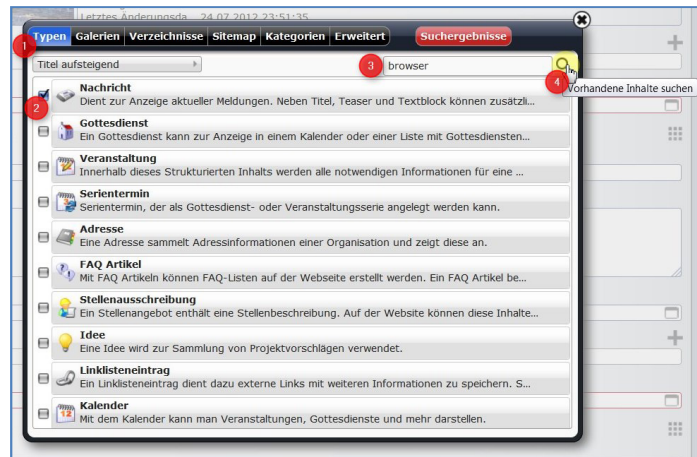 Letztes Änderungsda... 24.07.2012 23:51:35
Typen Galerien Verzeichnisse Sitemap Kategorien Erweitert Suchergebnisse
1
Titel aufsteigend
3
browser
4
Vorhandene Inhalte suchen
2
Nachricht
Dient zur Anzeige aktueller Meldungen. Neben Titel, Teaser und Textblock können zusätzli...
Gottesdienst
Ein Gottesdienst kann zur Anzeige in einem Kalender oder einer Liste mit Gottesdiensten...
Veranstaltung
Innerhalb dieses Strukturierten Inhalts werden alle notwendigen Informationen für eine ...
Serientermin
Serientermin, der als Gottesdienst- oder Veranstaltungsserie angelegt werden kann.
Adresse
Eine Adresse sammelt Adressinformationen einer Organisation und zeigt diese an.
FAQ Artikel
Mit FAQ Artikeln können FAQ-Listen auf der Webseite erstellt werden. Ein FAQ Artikel be...
Stellenausschreibung
Ein Stellenangebot enthält eine Stellenbeschreibung. Auf der Website können diese Inhalte...
Idee
Eine Idee wird zur Sammlung von Projektvorschlägen verwendet.
Linklisteneintrag
Ein Linklisteneintrag dient dazu externe Links mit weiteren Informationen zu speichern. S...
Kalender
12
Mit dem Kalender kann man Veranstaltungen, Gottesdienste und mehr darstellen.